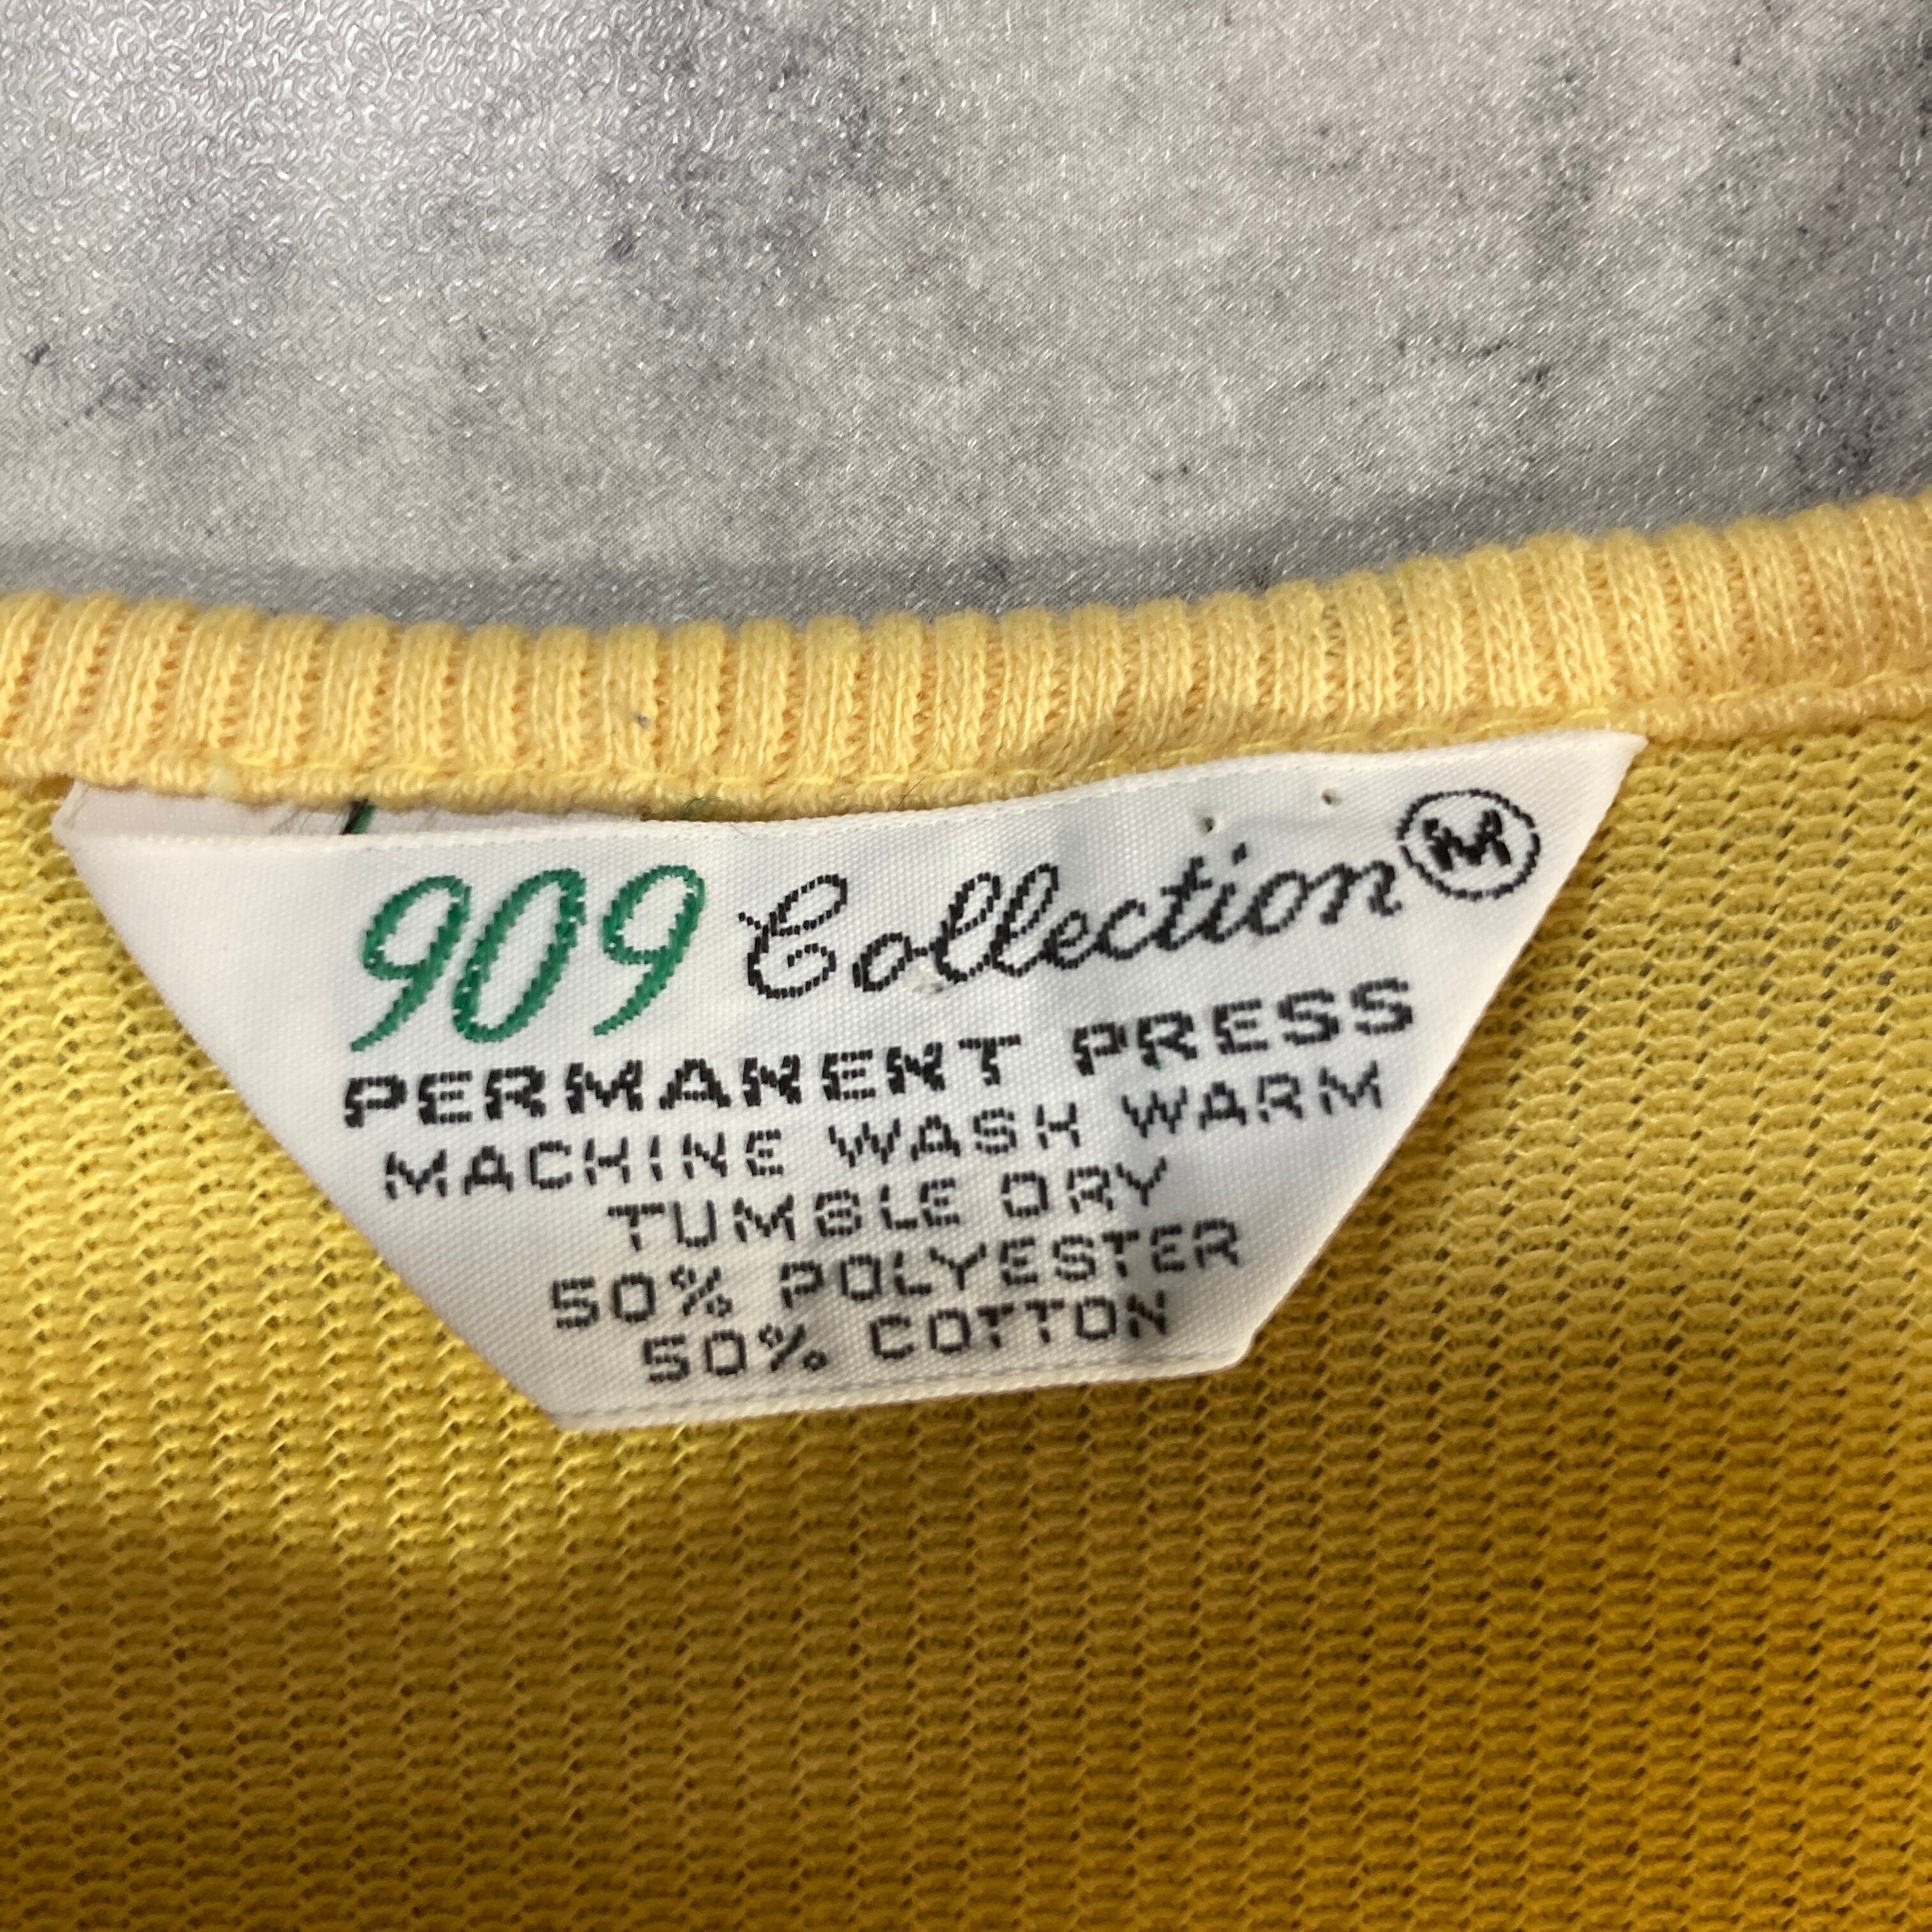 909 Collection Ⓜ
PERMANENT PRESS
MACHINE WASH WARM
TUMBLE DRY
50% POLYESTER
50% COTTON